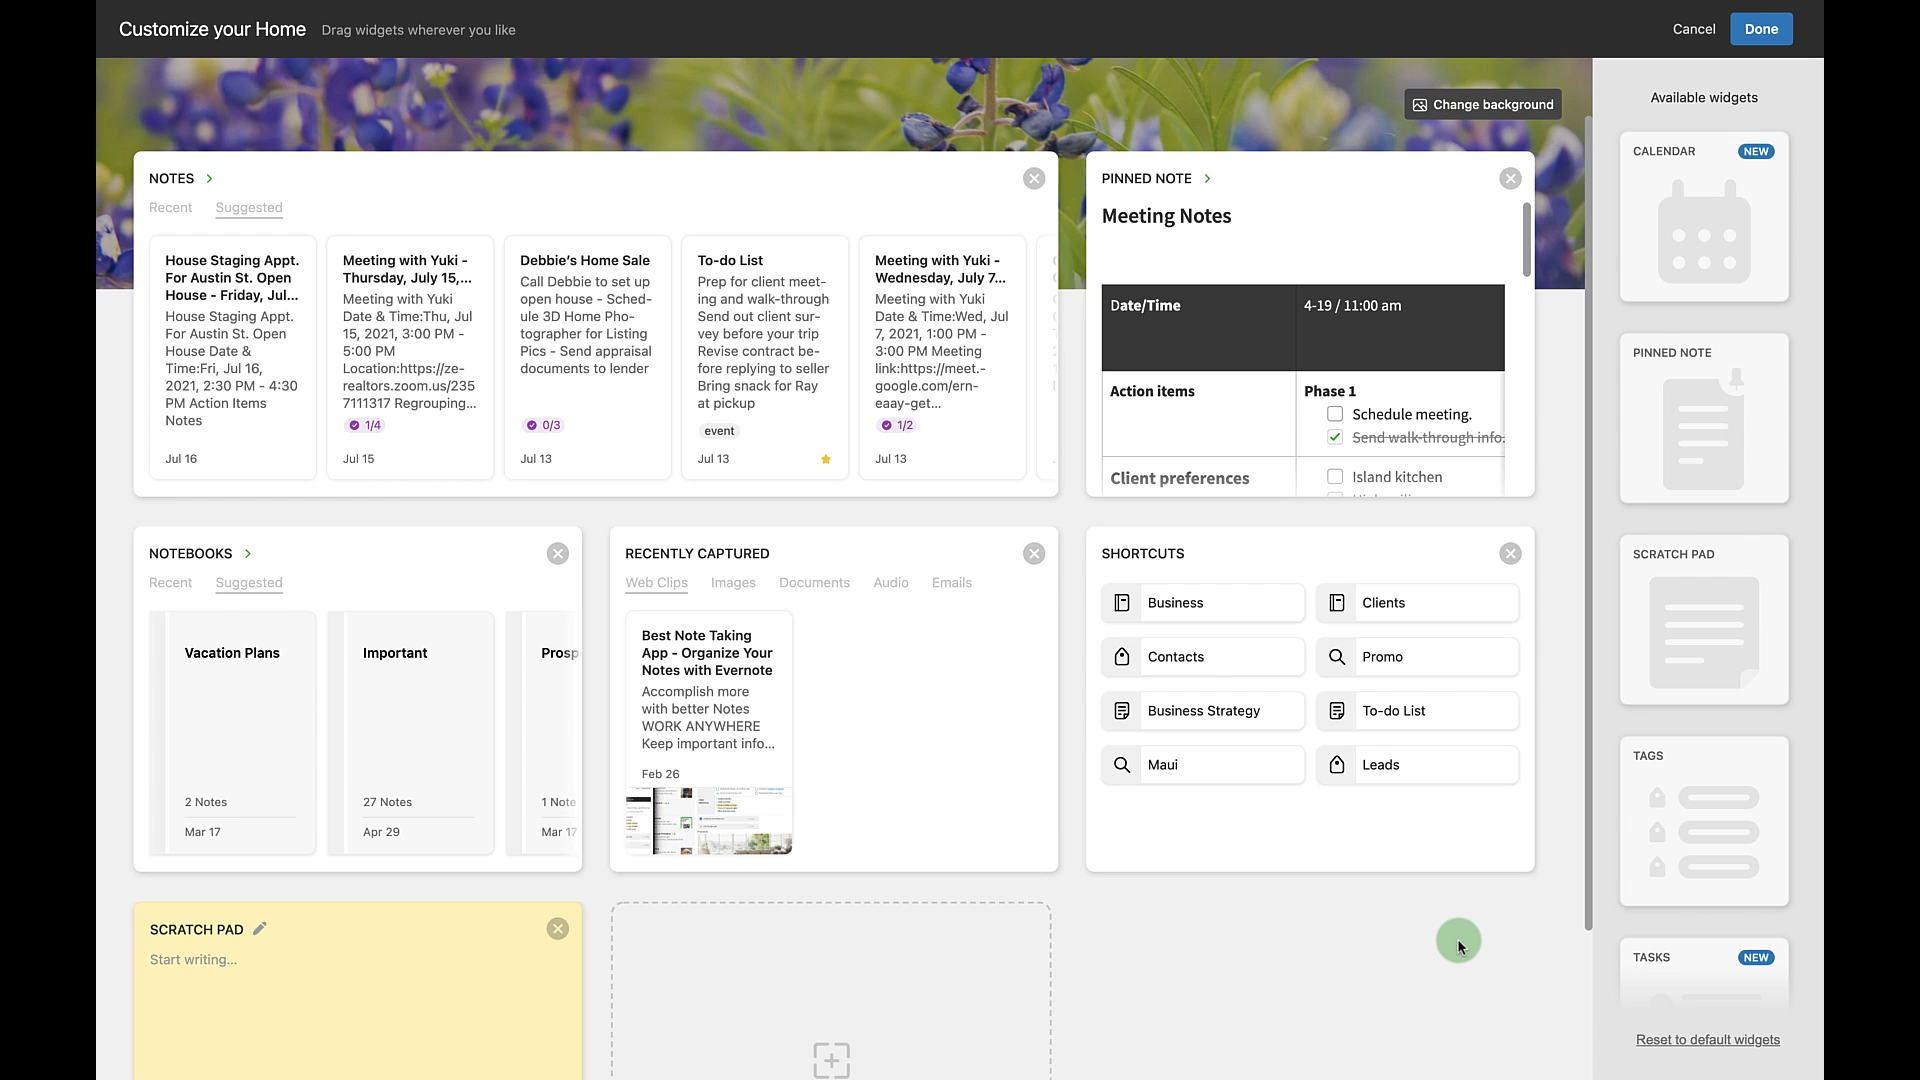 Customize your Home
Drag widgets wherever you like
Cancel
Done
Change background
Available widgets
NOTES
Recent
Suggested
House Staging Appt.
For Austin St. Open
House - Friday, Jul...
House Staging Appt.
For Austin St. Open
House Date &
Time:Fri, Jul 16,
2021, 2:30 PM - 4:30
PM Action Items
Notes
Jul 16
Meeting with Yuki -
Thursday, July 15,...
Meeting with Yuki
Date & Time:Thu, Jul
15, 2021, 3:00 PM -
5:00 PM
Location:https://ze-
realtors.zoom.us/235
7111317 Regrouping...
1/4
Jul 15
Debbie's Home Sale
Call Debbie to set up
open house - Sched-
ule 3D Home Pho-
tographer for Listing
Pics - Send appraisal
documents to lender
0/3
Jul 13
To-do List
Prep for client meet-
ing and walk-through
Send out client sur-
vey before your trip
Revise contract be-
fore replying to seller
Bring snack for Ray
at pickup
event
Jul 13
Meeting with Yuki -
Wednesday, July 7...
Meeting with Yuki
Date & Time:Wed, Jul
7, 2021, 1:00 PM -
3:00 PM Meeting
link:https://meet.-
google.com/ern-
eaay-get...
1/2
Jul 13
PINNED NOTE
Meeting Notes
Date/Time
4-19 / 11:00 am
Action items
Phase 1
Schedule meeting.
Send walk-through info.
Client preferences
Island kitchen
NOTEBOOKS
Recent
Suggested
Vacation Plans
2 Notes
Mar 17
Important
27 Notes
Apr 29
Prosp
1 Note
Mar 17
RECENTLY CAPTURED
Web Clips
Images
Documents
Audio
Emails
Best Note Taking
App - Organize Your
Notes with Evernote
Accomplish more
with better Notes
WORK ANYWHERE
Keep important info...
Feb 26
SHORTCUTS
Business
Clients
Contacts
Promo
Business Strategy
To-do List
Maui
Leads
SCRATCH PAD
Start writing...
CALENDAR
NEW
PINNED NOTE
SCRATCH PAD
TAGS
TASKS
NEW
Reset to default widgets